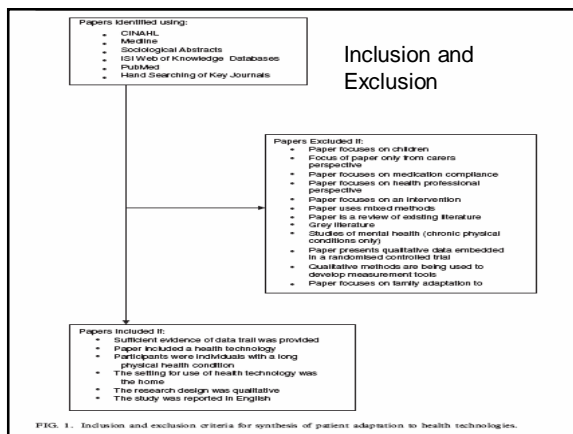 Papers Identified using:
• CINAHL
• Medline
• Sociological Abstracts
• ISI Web of Knowledge Databases
• PubMed
• Hand Searching of Key Journals
Inclusion and
Exclusion
Papers Excluded If:
• Paper focuses on children
• Focus of paper only from carers
perspective
• Paper focuses on medication compliance
• Paper focuses on health professional
perspective
• Paper focuses on an intervention
• Paper uses mixed methods
• Paper is a review of existing literature
• Grey literature
• Studies of mental health (chronic physical
conditions only)
• Paper presents qualitative data embedded
in a randomised controlled trial
• Qualitative methods are being used to
develop measurement tools
• Paper focuses on family adaptation to
Papers Included If:
• Sufficient evidence of data trail was provided
• Paper included a health technology
• Participants were individuals with a long
physical health condition
• The setting for use of health technology was
the home
• The research design was qualitative
• The study was reported in English
FIG. 1. Inclusion and exclusion criteria for synthesis of patient adaptation to health technologies.